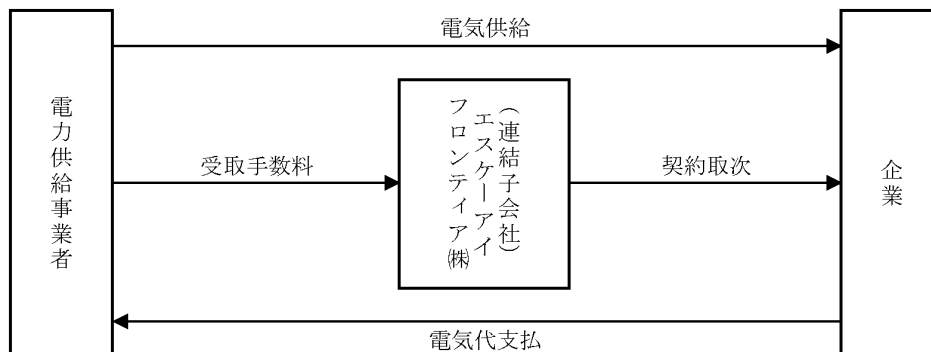 電気供給
電力供給事業者
受取手数料
(連結子会社)
エスケーアイ
フロンティア㈱
契約取次
企業
電気代支払